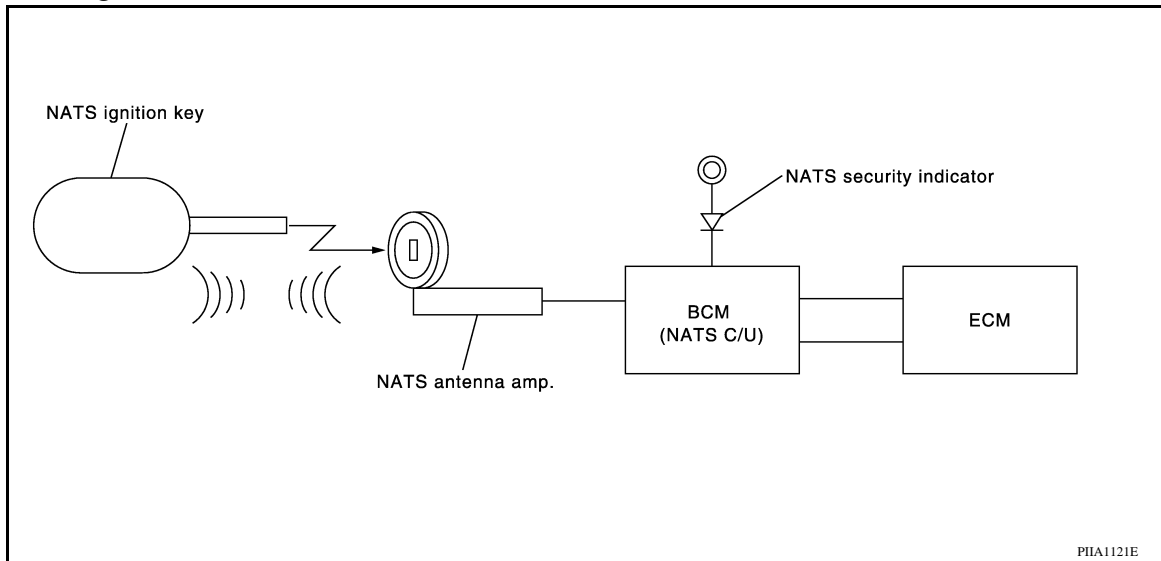 NATS ignition key
NATS security indicator
BCM
(NATS C/U)
ECM
NATS antenna amp.
PIIA1121E